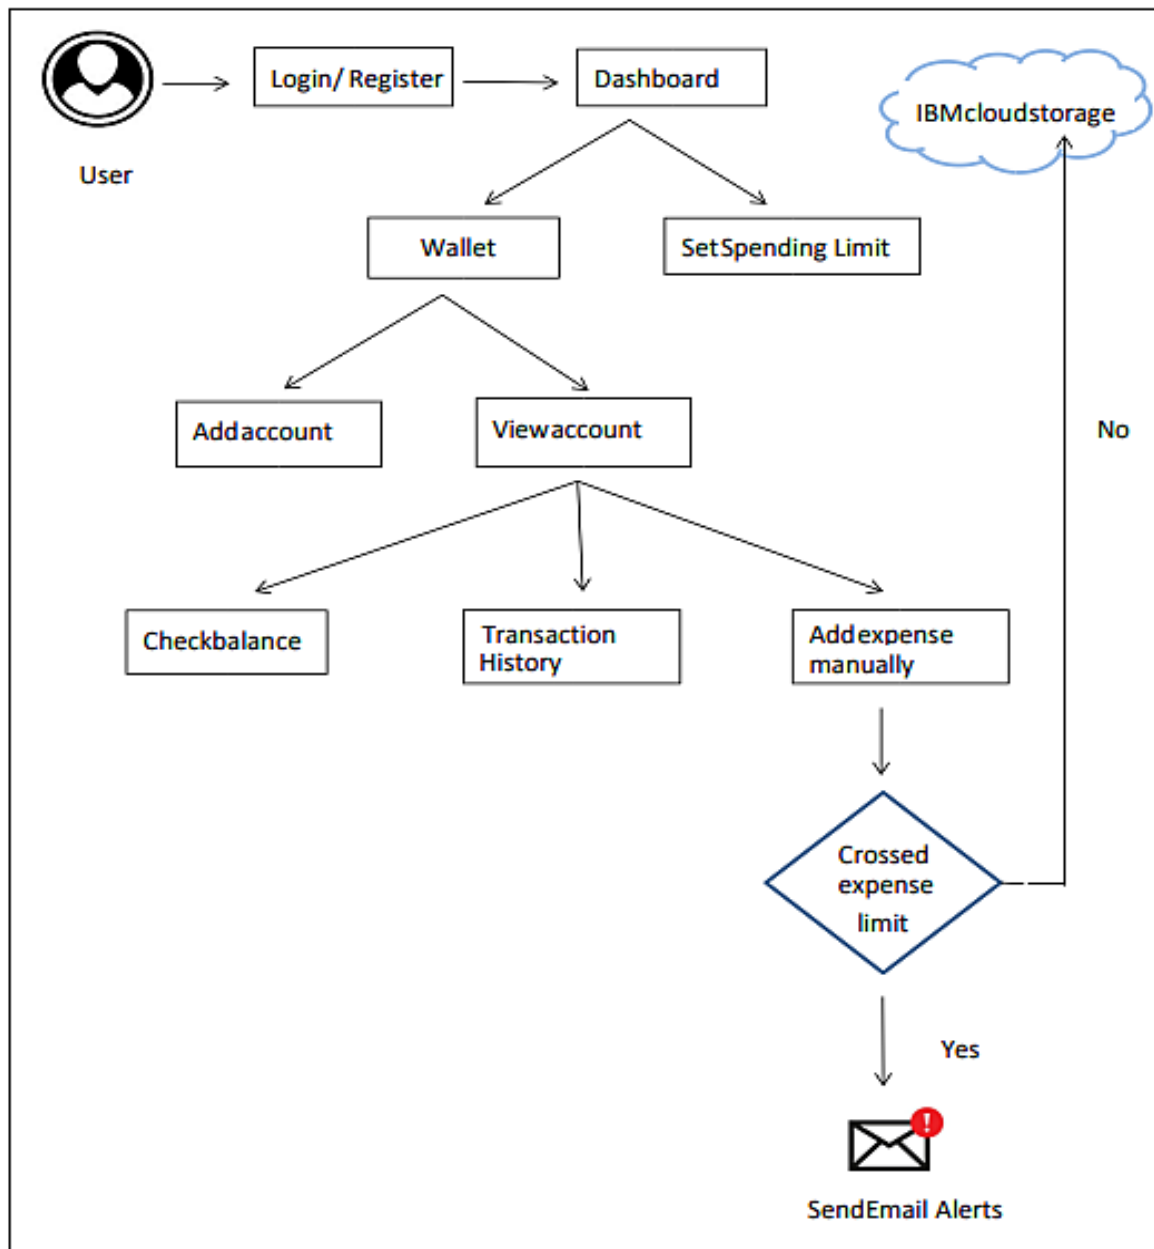 Login/ Register
Dashboard
IBMcloudstorage
User
Wallet
SetSpending Limit
Addaccount
Viewaccount
No
Checkbalance
Transaction
History
Addexpense
manually
Crossed
expense
limit
Yes
SendEmail Alerts